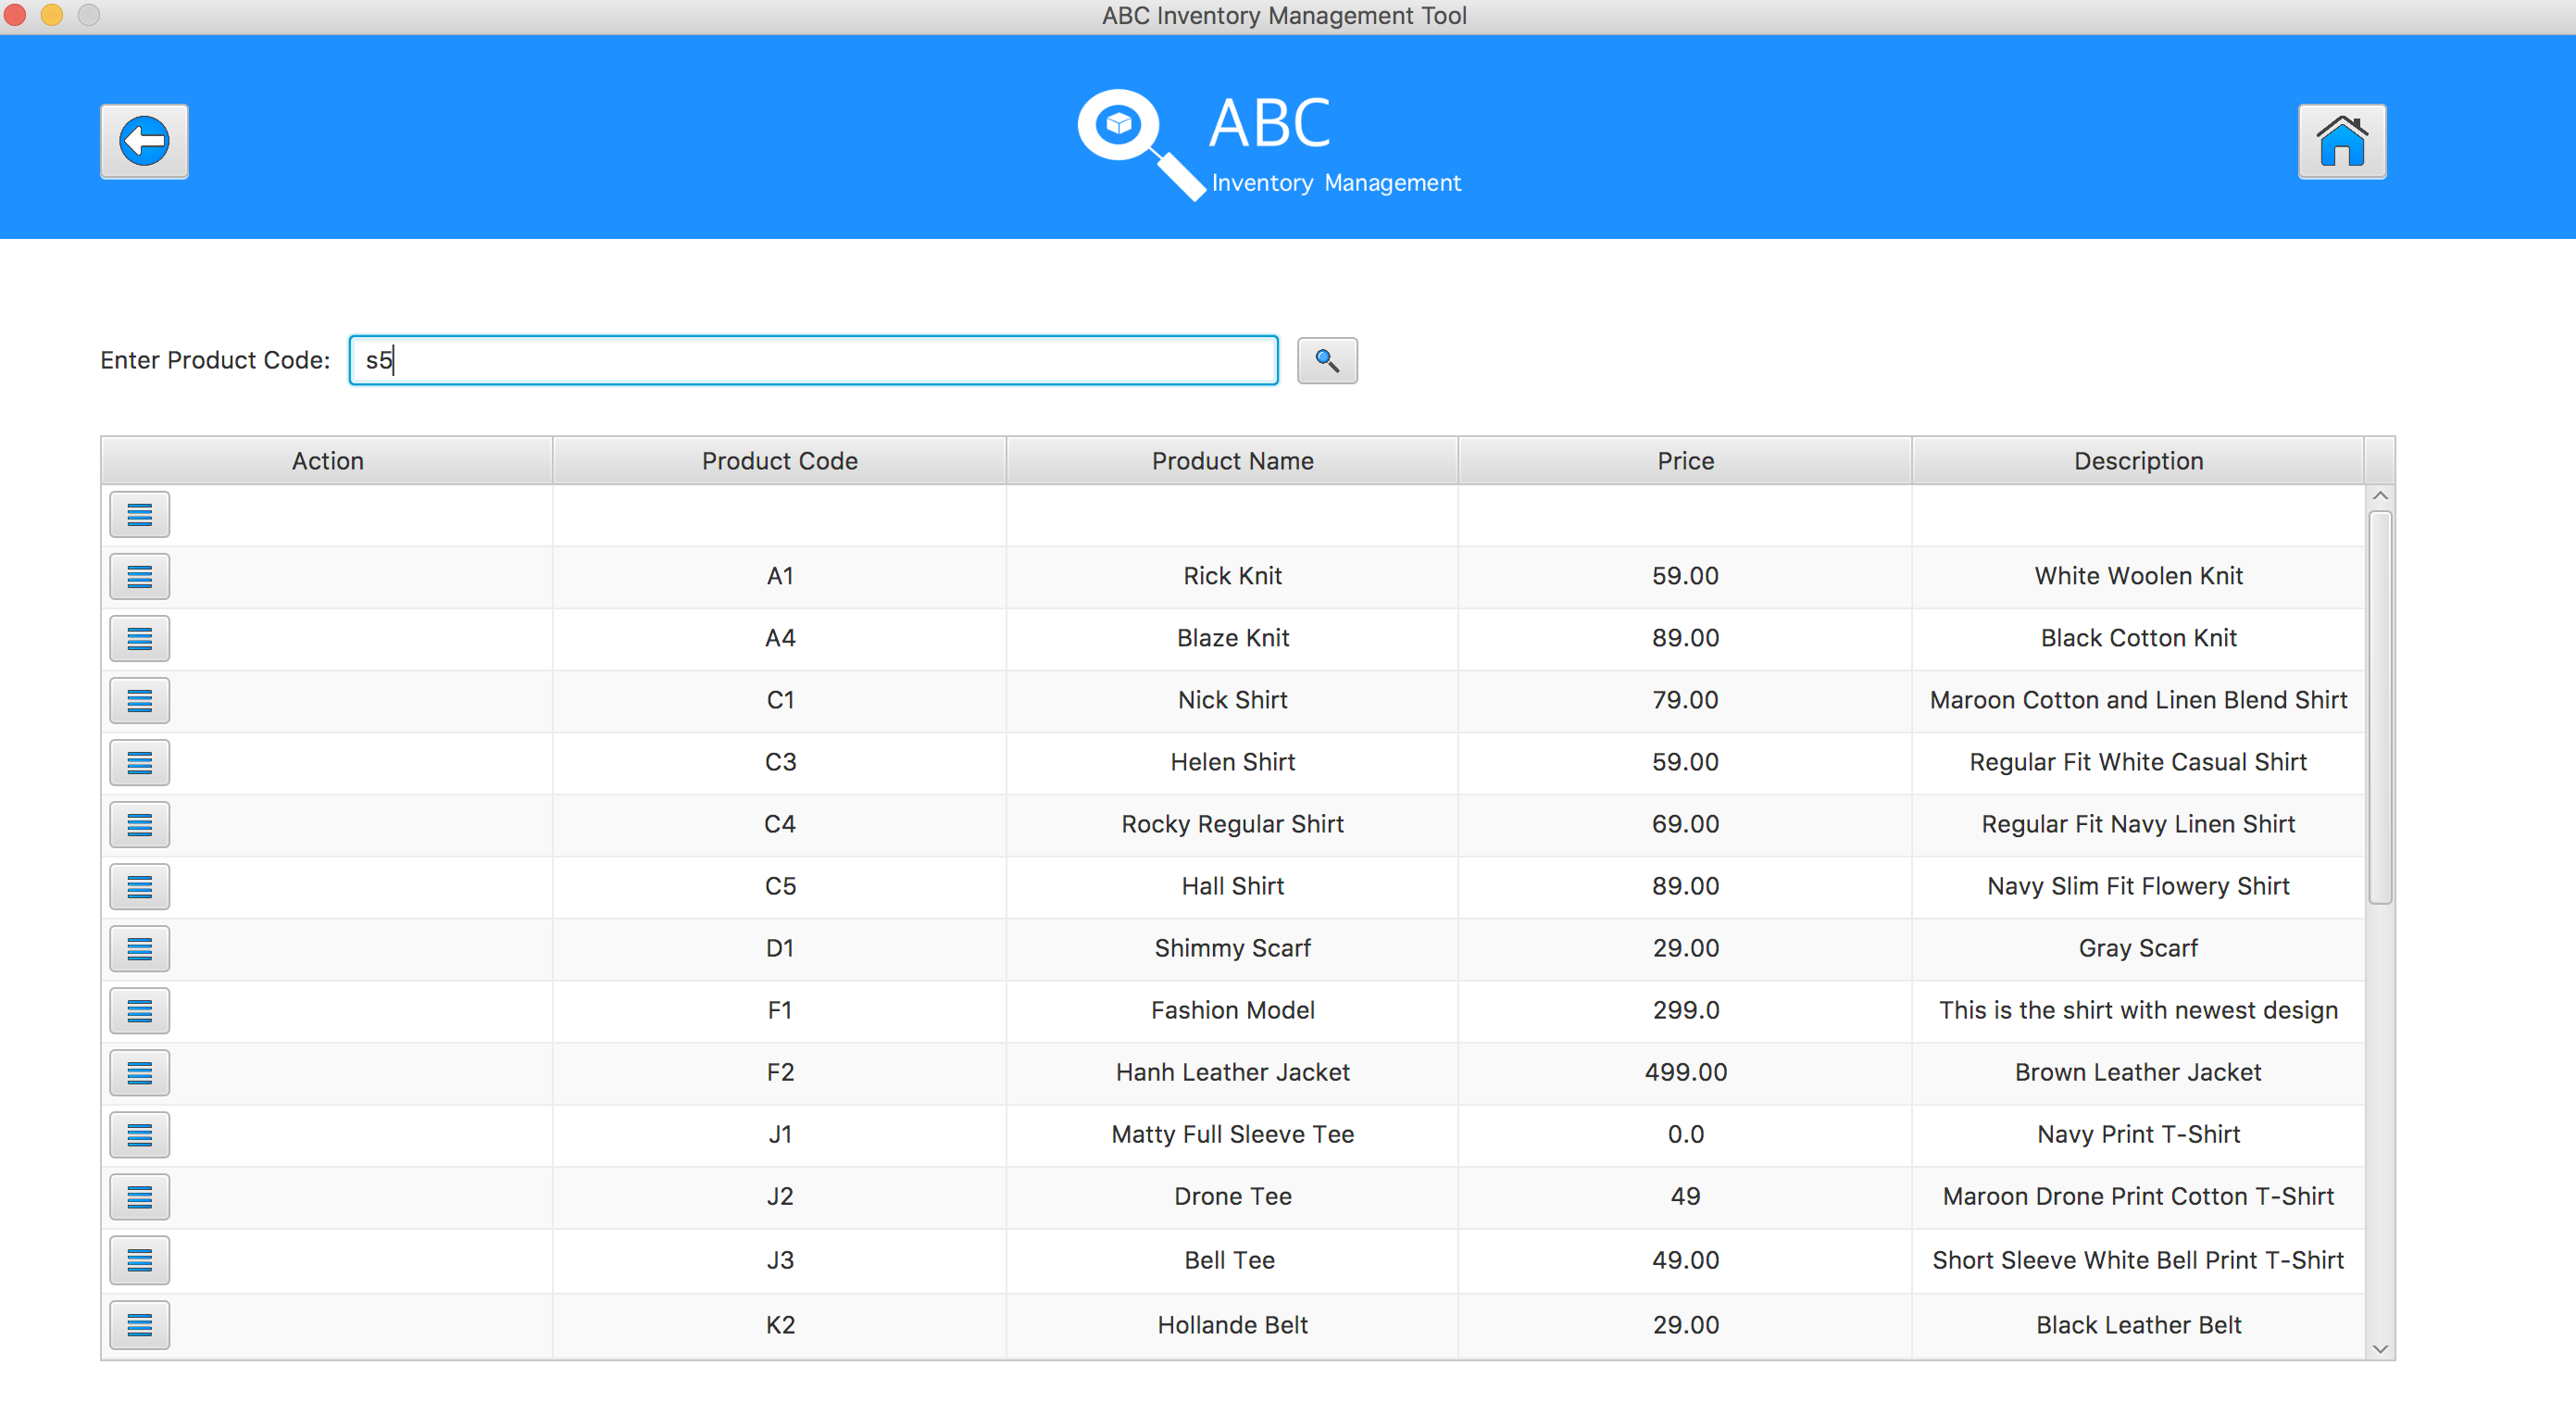 ABC Inventory Management Tool
ABC
Inventory Management
Enter Product Code: s5
Action Product Code Product Name Price Description
A1 Rick Knit 59.00 White Woolen Knit
A4 Blaze Knit 89.00 Black Cotton Knit
C1 Nick Shirt 79.00 Maroon Cotton and Linen Blend Shirt
C3 Helen Shirt 59.00 Regular Fit White Casual Shirt
C4 Rocky Regular Shirt 69.00 Regular Fit Navy Linen Shirt
C5 Hall Shirt 89.00 Navy Slim Fit Flowery Shirt
D1 Shimmy Scarf 29.00 Gray Scarf
F1 Fashion Model 299.0 This is the shirt with newest design
F2 Hanh Leather Jacket 499.00 Brown Leather Jacket
J1 Matty Full Sleeve Tee 0.0 Navy Print T-Shirt
J2 Drone Tee 49 Maroon Drone Print Cotton T-Shirt
J3 Bell Tee 49.00 Short Sleeve White Bell Print T-Shirt
K2 Hollande Belt 29.00 Black Leather Belt